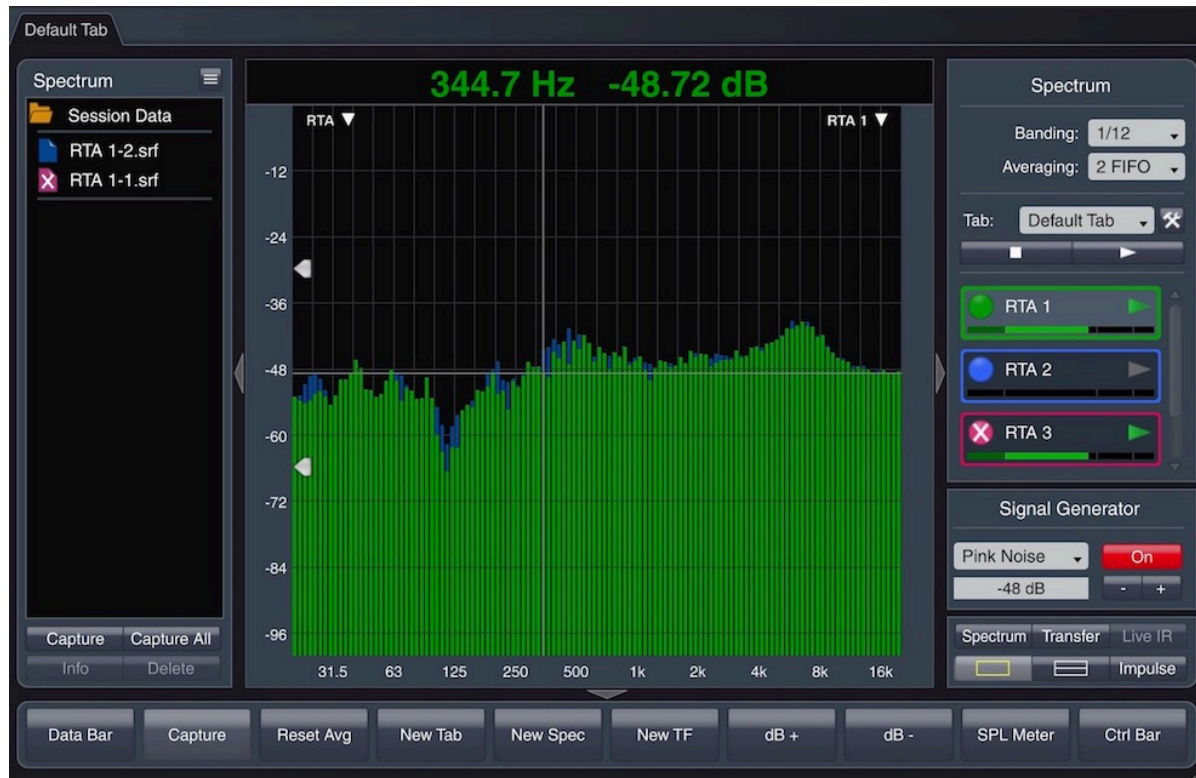 Default Tab
Spectrum
Session Data
RTA 1-2.srf
RTA 1-1.srf
Capture Capture All
Info Delete
344.7 Hz -48.72 dB
RTA RTA 1
-12
-24
-36
-48
-60
-72
-84
-96
31.5 63 125 250 500 1k 2k 4k 8k 16k
Spectrum
Banding: 1/12
Averaging: 2 FIFO
Tab: Default Tab
RTA 1
RTA 2
RTA 3
Signal Generator
Pink Noise On
-48 dB - +
Spectrum Transfer Live IR
Impulse
Data Bar Capture Reset Avg New Tab New Spec New TF dB + dB - SPL Meter Ctrl Bar